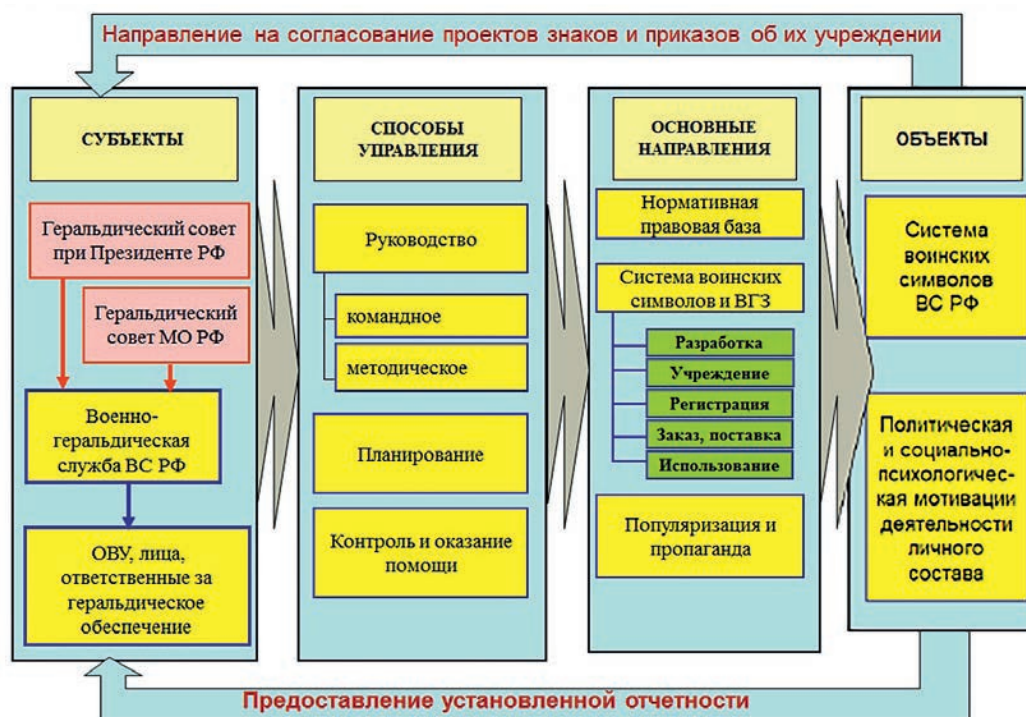 Направление на согласование проектов знаков и приказов об их учреждении
СУБЪЕКТЫ
Геральдический совет
при Президенте РФ
Геральдический
совет МО РФ
Военно-
геральдическая
служба ВС РФ
ОВУ, лица,
ответственные за
геральдическое
обеспечение
СПОСОБЫ
УПРАВЛЕНИЯ
Руководство
командное
методическое
Планирование
Контроль и оказание
помощи
ОСНОВНЫЕ
НАПРАВЛЕНИЯ
Нормативная
правовая база
Система воинских
символов и ВГЗ
Разработка
Учреждение
Регистрация
Заказ, поставка
Использование
Популяризация и
пропаганда
ОБЪЕКТЫ
Система
воинских
символов
ВС РФ
Политическая
и социально-
психологичес-
кая мотивации
деятельности
личного
состава
Предоставление установленной отчетности